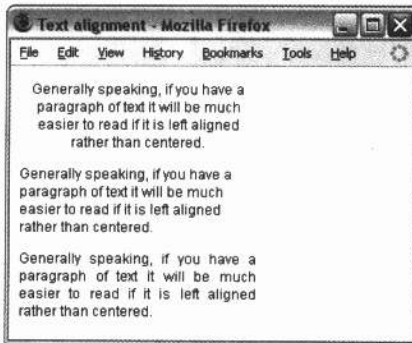 Text alignment - Mozilla Firefox
File Edit View History Bookmarks Tools Help
Generally speaking, if you have a
paragraph of text it will be much
easier to read if it is left aligned
rather than centered.
Generally speaking, if you have a
paragraph of text it will be much
easier to read if it is left aligned
rather than centered.
Generally speaking, if you have a
paragraph of text it will be much
easier to read if it is left aligned
rather than centered.